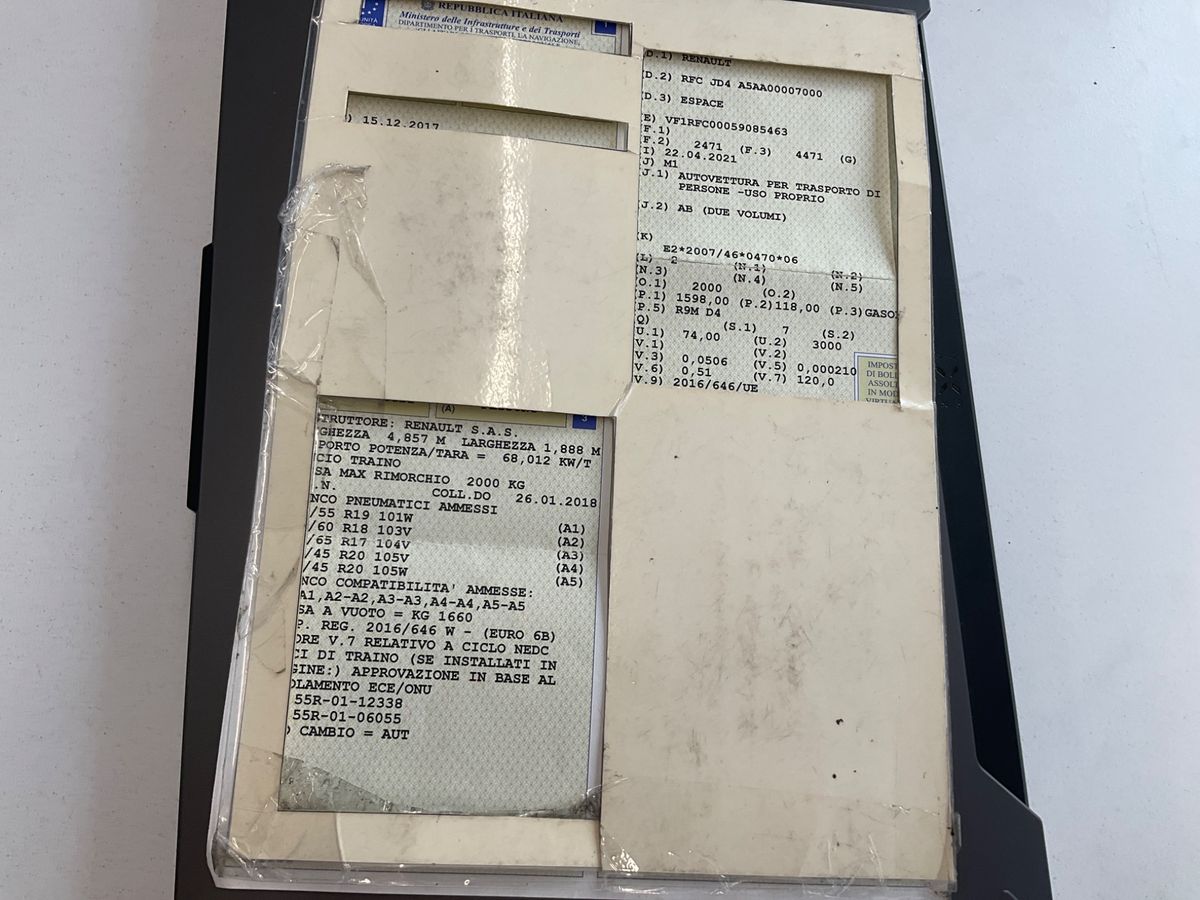 REPUBBLICA ITALIANA
Ministero delle Infrastrutture e dei Trasporti
DIPARTIMENTO PER I TRASPORTI, LA NAVIGAZIONE,
1
) 15.12.2017
(D.1) RENAULT
(D.2) RFC JD4 A5AA00007000
(D.3) ESPACE
(E) VF1RFC00059085463
(F.1)
(F.2) 2471 (F.3) 4471 (G)
(I) 22.04.2021
(J) M1
(J.1) AUTOVETTURA PER TRASPORTO DI
PERSONE -USO PROPRIO
(J.2) AB (DUE VOLUMI)
(K)
E2*2007/46*0470*06
(L) 2 (N.1) (N.2)
(N.3) (N.4) (N.5)
(O.1) 2000 (O.2)
(P.1) 1598,00 (P.2)118,00 (P.3)GASO
(P.5) R9M D4
Q) (S.1) 7 (S.2)
U.1) 74,00 (U.2) 3000
V.1) (V.2)
V.3) 0,0506 (V.5) 0,000210
V.6) 0,51 (V.7) 120,0
V.9) 2016/646/UE
IMPOST
DI BOL
ASSOL
IN MOD
VIRTUA
(A)
3
TRUTTORE: RENAULT S.A.S.
GHEZZA 4,857 M LARGHEZZA 1,888 M
PORTO POTENZA/TARA = 68,012 KW/T
CIO TRAINO
SA MAX RIMORCHIO 2000 KG
.N. COLL.DO 26.01.2018
NCO PNEUMATICI AMMESSI
/55 R19 101W (A1)
/60 R18 103V (A2)
/65 R17 104V (A3)
/45 R20 105V (A4)
/45 R20 105W (A5)
NCO COMPATIBILITA' AMMESSE:
A1,A2-A2,A3-A3,A4-A4,A5-A5
SA A VUOTO = KG 1660
P. REG. 2016/646 W - (EURO 6B)
ORE V.7 RELATIVO A CICLO NEDC
CI DI TRAINO (SE INSTALLATI IN
GINE:) APPROVAZIONE IN BASE AL
OLAMENTO ECE/ONU
55R-01-12338
55R-01-06055
O CAMBIO = AUT